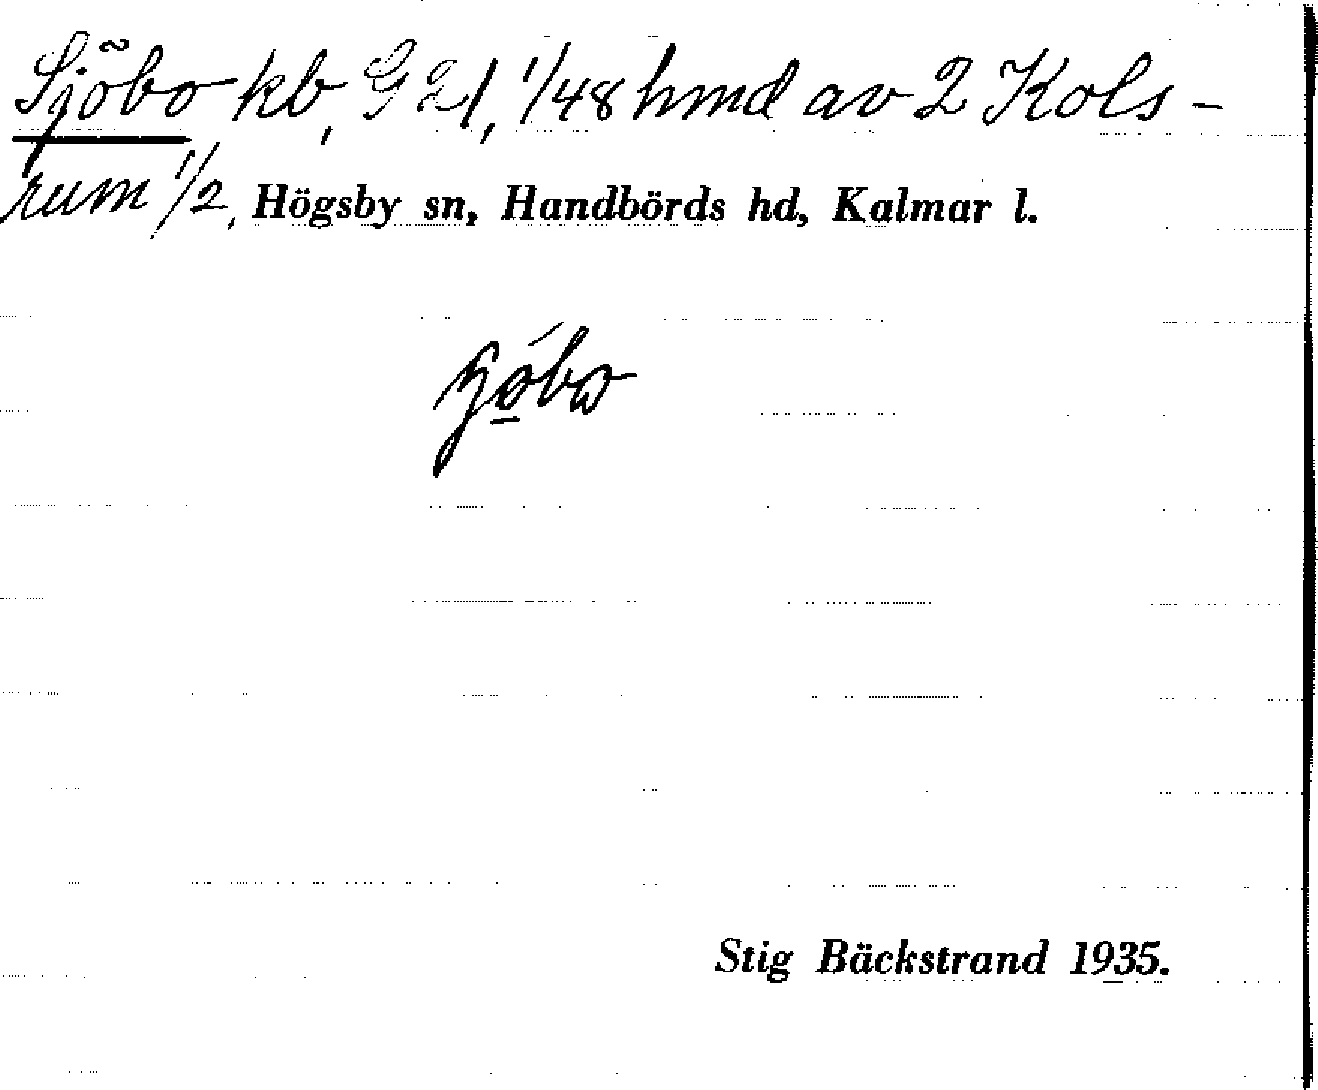 Sjöbo kb, G 21, 1/48 hmd av 2 Kols-
rum 1/2, Högsby sn, Handbörds hd, Kalmar l.
Stig Bäckstrand 1935.